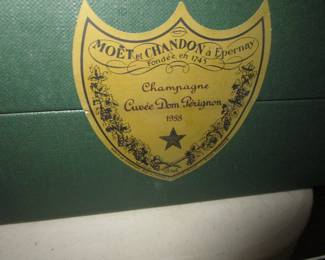 MOËT et CHANDON à Epernay
Fondée en 1743
Champagne
Cuvée Dom Pérignon
1988